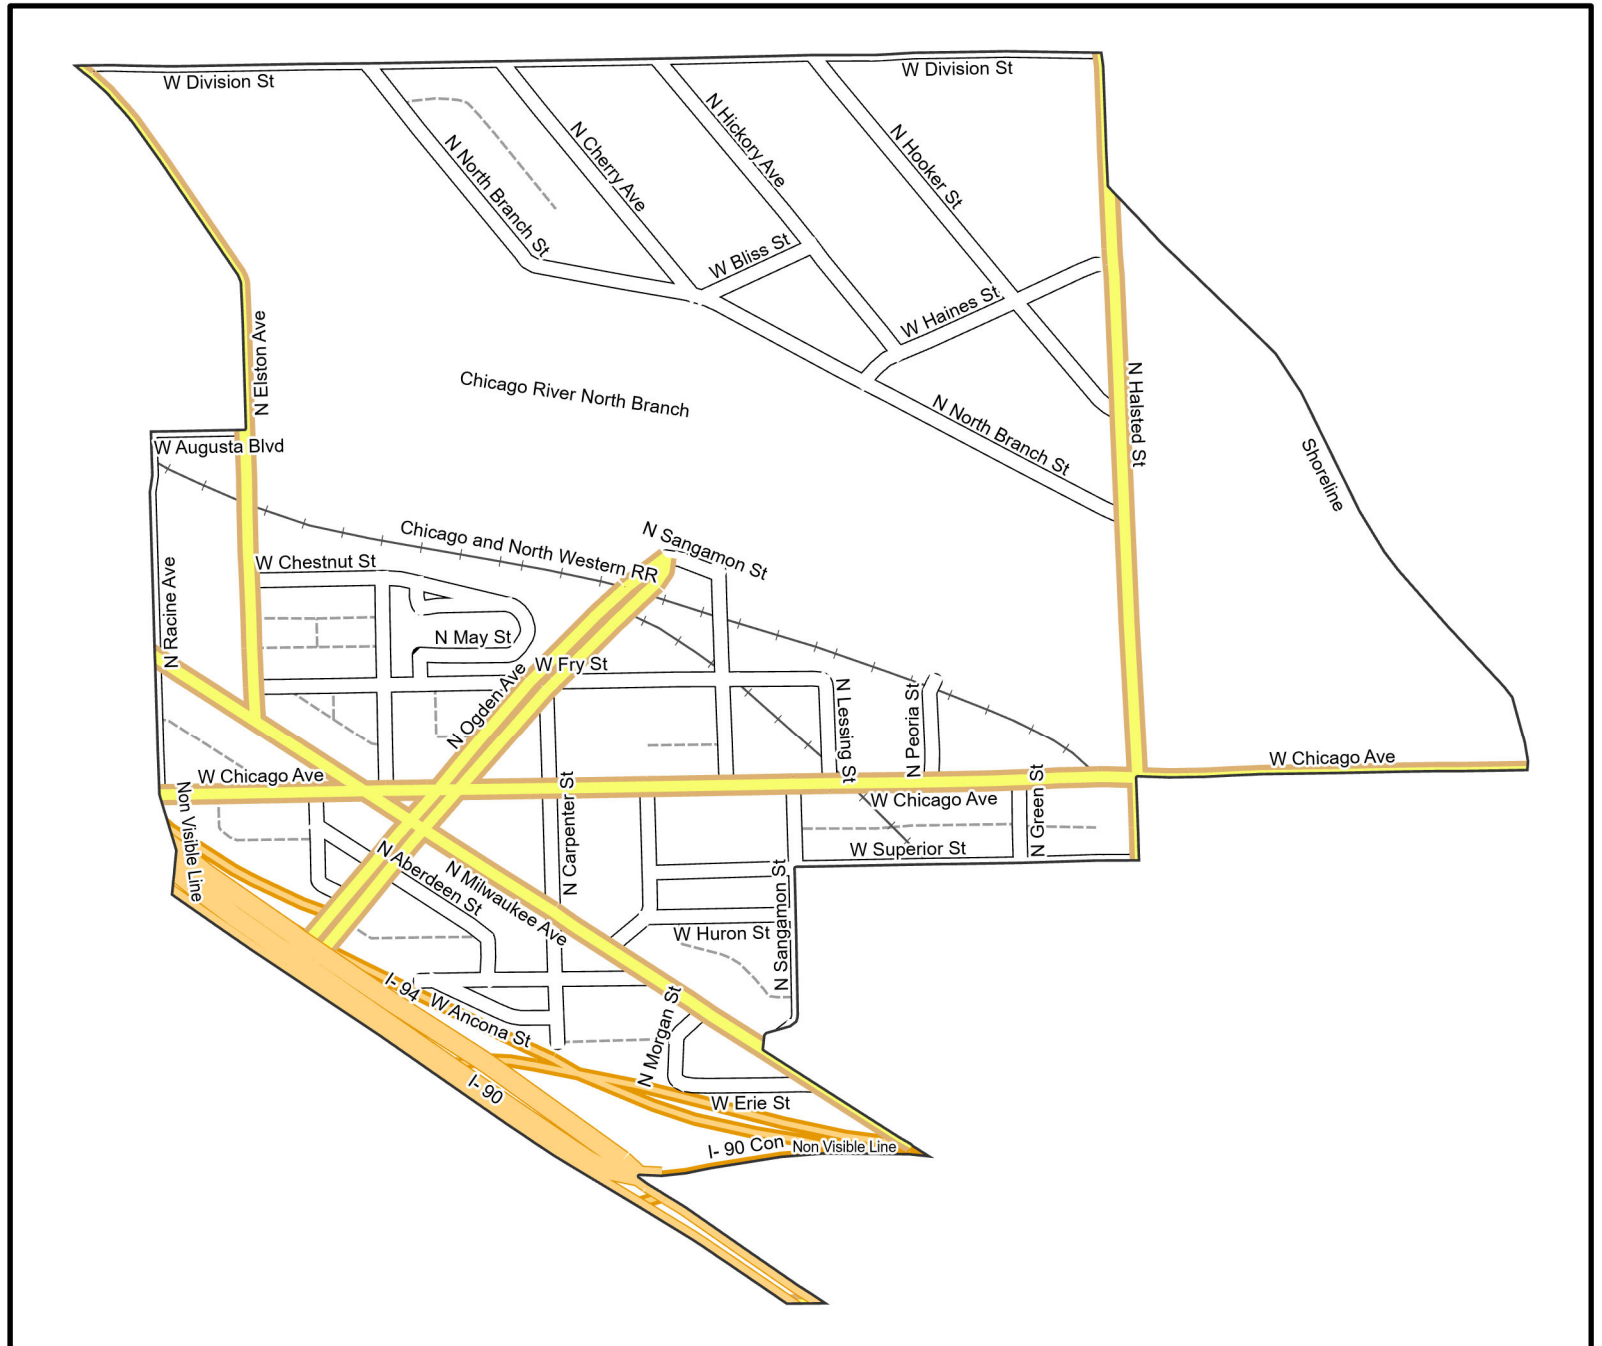 W Division St
W Division St
N North Branch St
N Cherry Ave
N Hickory Ave
N Hooker St
W Bliss St
W Haines St
N Elston Ave
Chicago River North Branch
N North Branch St
N Halsted St
Shoreline
W Augusta Blvd
Chicago and North Western RR
N Sangamon St
W Chestnut St
N Racine Ave
N May St
W Fry St
N Ogden Ave
N Lessing St
N Peoria St
W Chicago Ave
W Chicago Ave
W Chicago Ave
Non Visible Line
N Carpenter St
N Green St
W Superior St
N Aberdeen St
N Milwaukee Ave
N Sangamon St
W Huron St
I- 94
W Ancona St
N Morgan St
I- 90
W Erie St
I- 90 Con
Non Visible Line